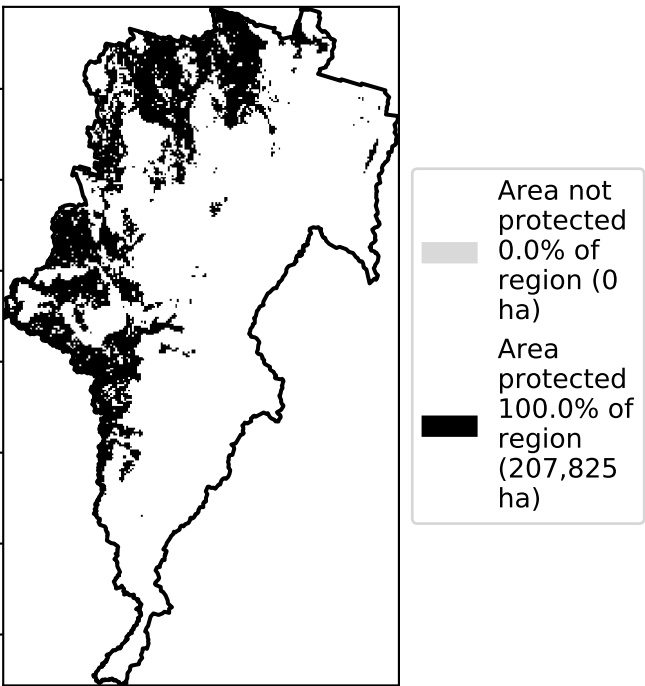 Area not
protected
0.0% of
region (0
ha)
Area
protected
100.0% of
region
(207,825
ha)